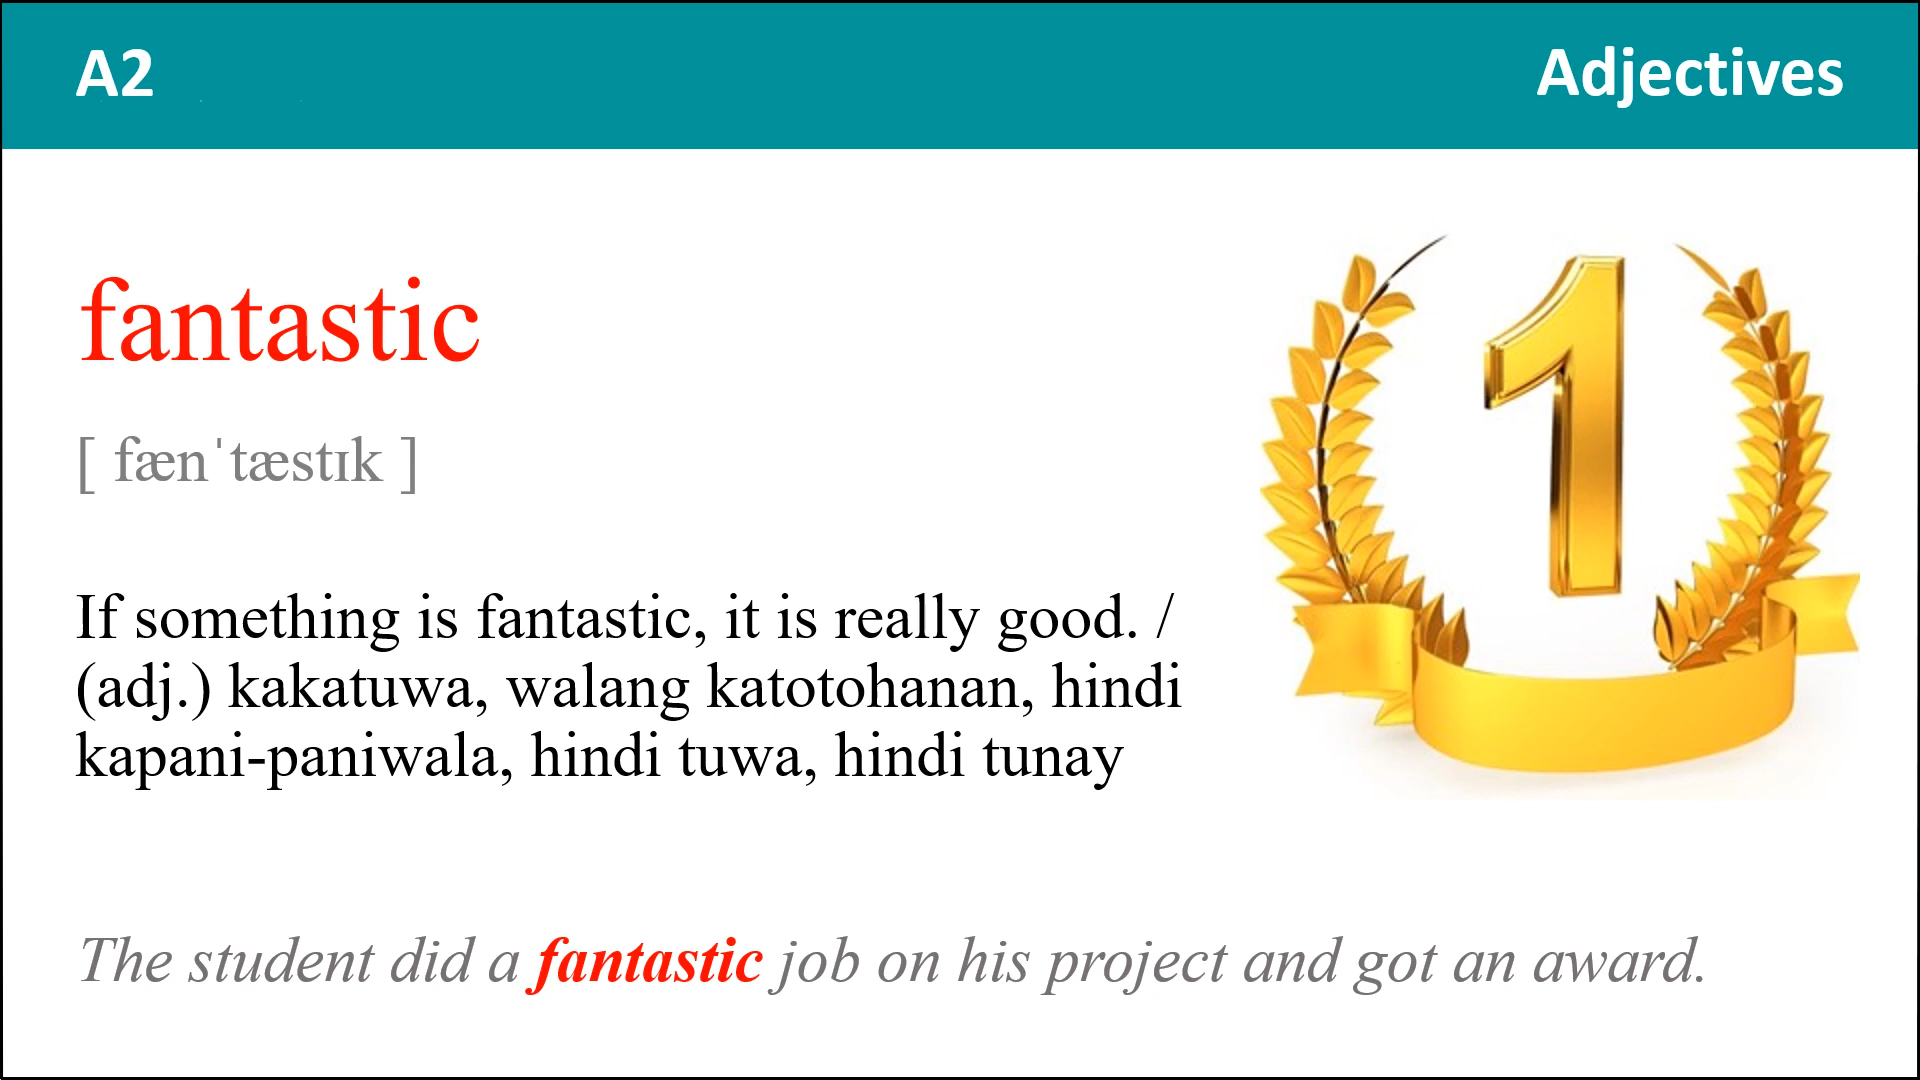 A2
Adjectives
fantastic
[ fænˈtæstɪk ]
If something is fantastic, it is really good. /
(adj.) kakatuwa, walang katotohanan, hindi
kapani-paniwala, hindi tuwa, hindi tunay
1
The student did a fantastic job on his project and got an award.